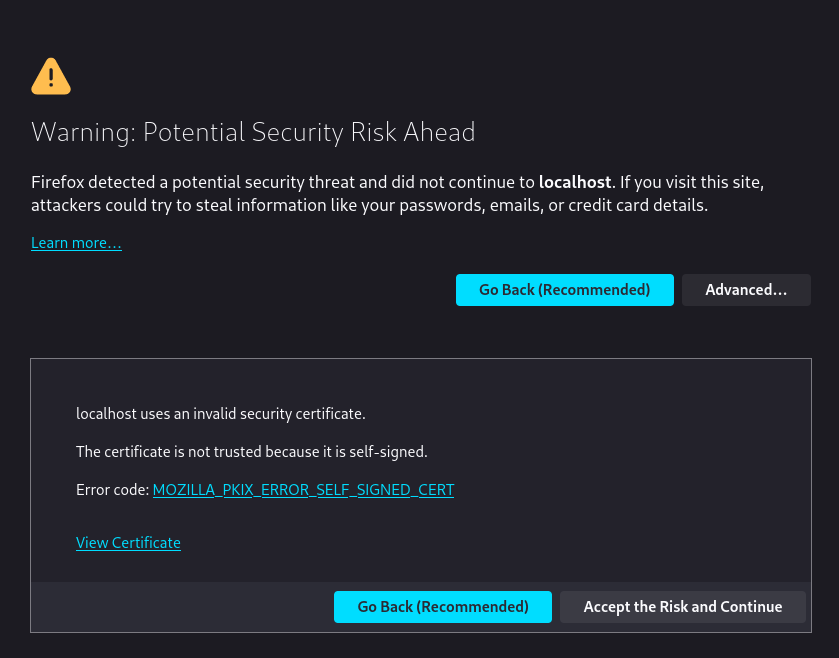 Warning: Potential Security Risk Ahead
Firefox detected a potential security threat and did not continue to localhost. If you visit this site,
attackers could try to steal information like your passwords, emails, or credit card details.
Learn more…
Go Back (Recommended)
Advanced…
localhost uses an invalid security certificate.
The certificate is not trusted because it is self-signed.
Error code: MOZILLA_PKIX_ERROR_SELF_SIGNED_CERT
View Certificate
Go Back (Recommended)
Accept the Risk and Continue